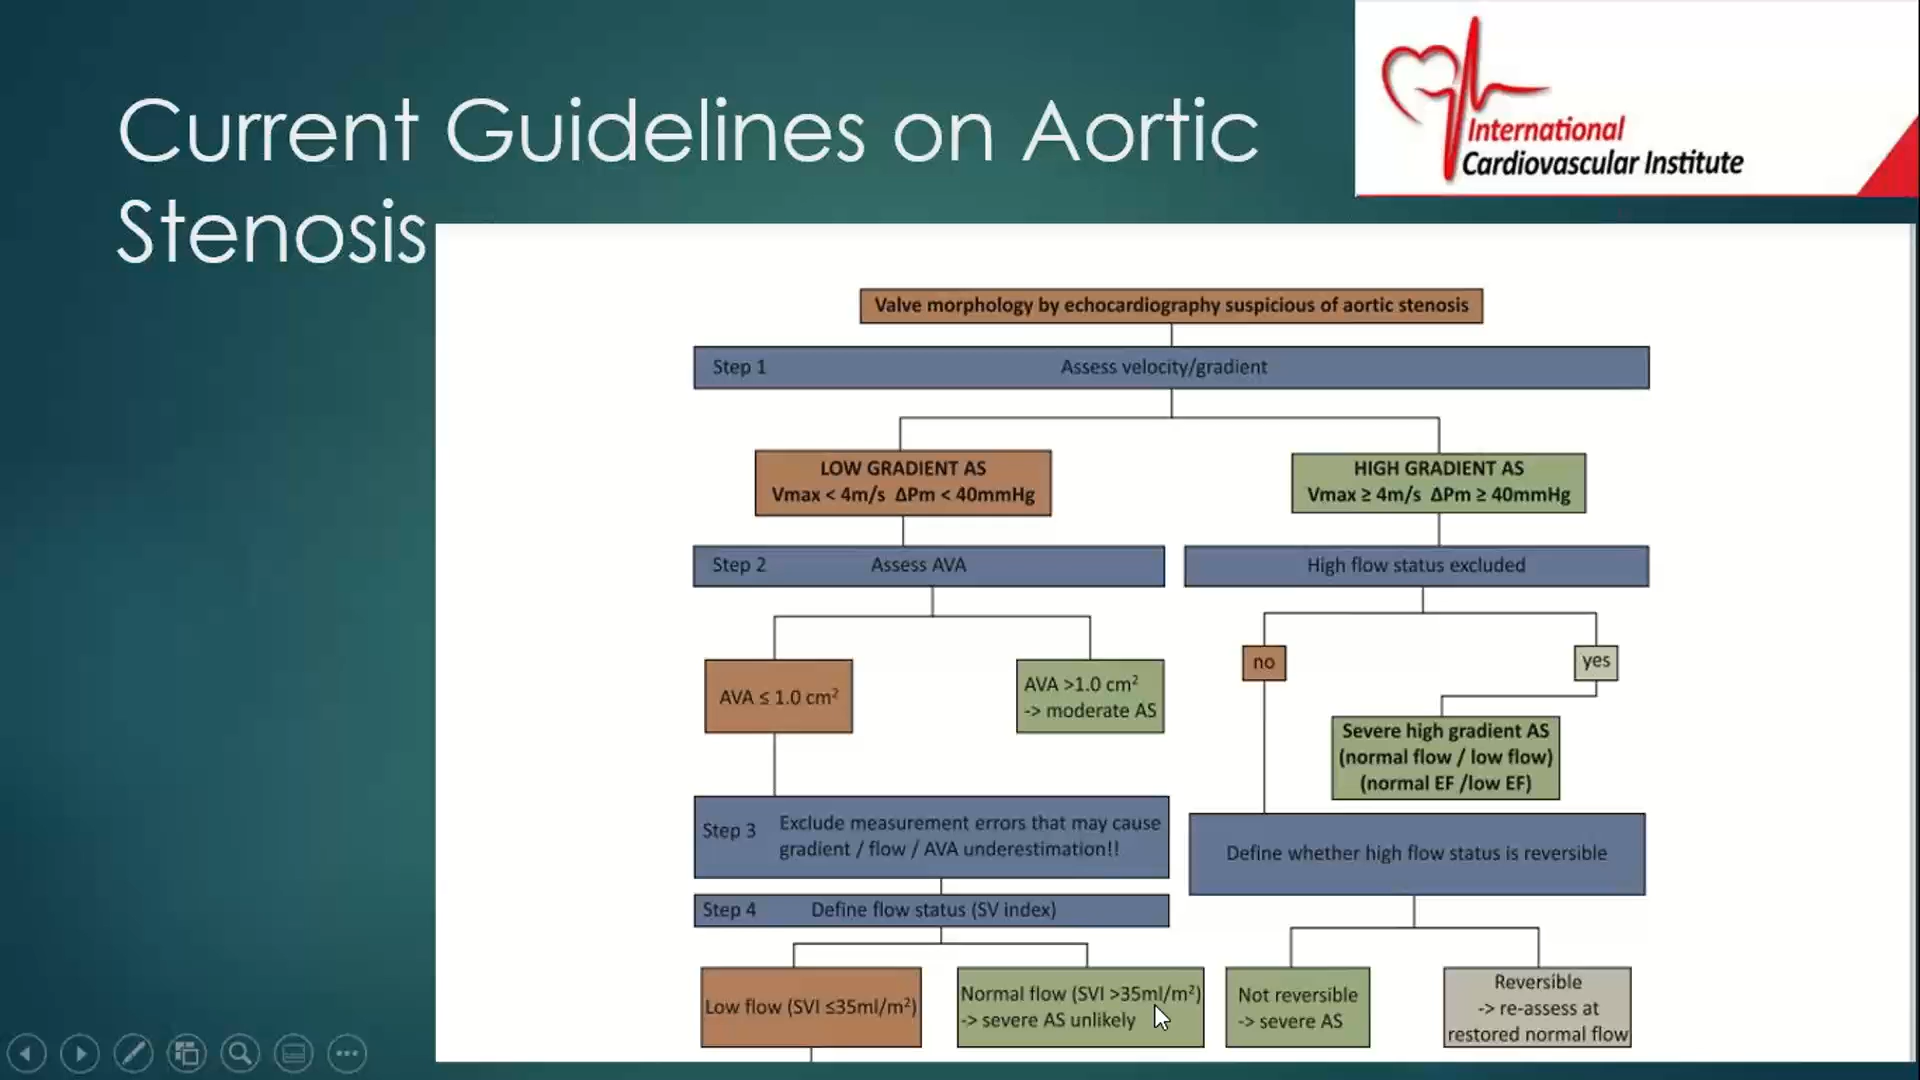 Current Guidelines on Aortic
Stenosis
International
Cardiovascular Institute
Valve morphology by echocardiography suspicious of aortic stenosis
Step 1 Assess velocity/gradient
LOW GRADIENT AS
Vmax < 4m/s ΔPm < 40mmHg
HIGH GRADIENT AS
Vmax ≥ 4m/s ΔPm ≥ 40mmHg
Step 2 Assess AVA
High flow status excluded
AVA ≤ 1.0 cm²
AVA >1.0 cm²
-> moderate AS
no
yes
Severe high gradient AS
(normal flow / low flow)
(normal EF /low EF)
Step 3 Exclude measurement errors that may cause
gradient / flow / AVA underestimation!!
Define whether high flow status is reversible
Step 4 Define flow status (SV index)
Low flow (SVI ≤35ml/m²)
Normal flow (SVI >35ml/m²)
-> severe AS unlikely
Not reversible
-> severe AS
Reversible
-> re-assess at
restored normal flow